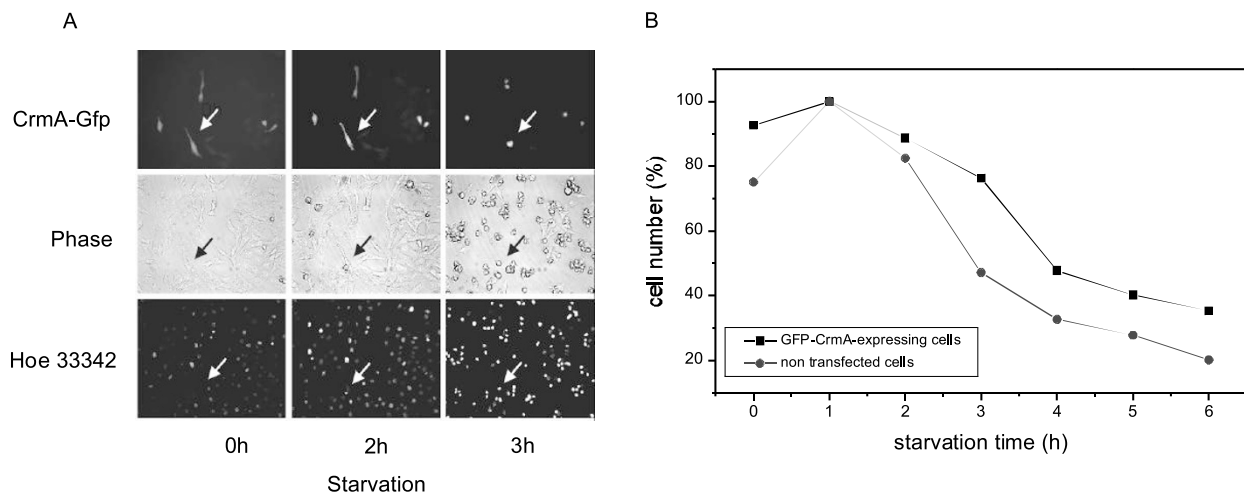 A
CrmA-Gfp
Phase
Hoe 33342
0h 2h 3h
Starvation
B
cell number (%)
100
80
60
40
20
GFP-CrmA-expressing cells
non transfected cells
0 1 2 3 4 5 6
starvation time (h)